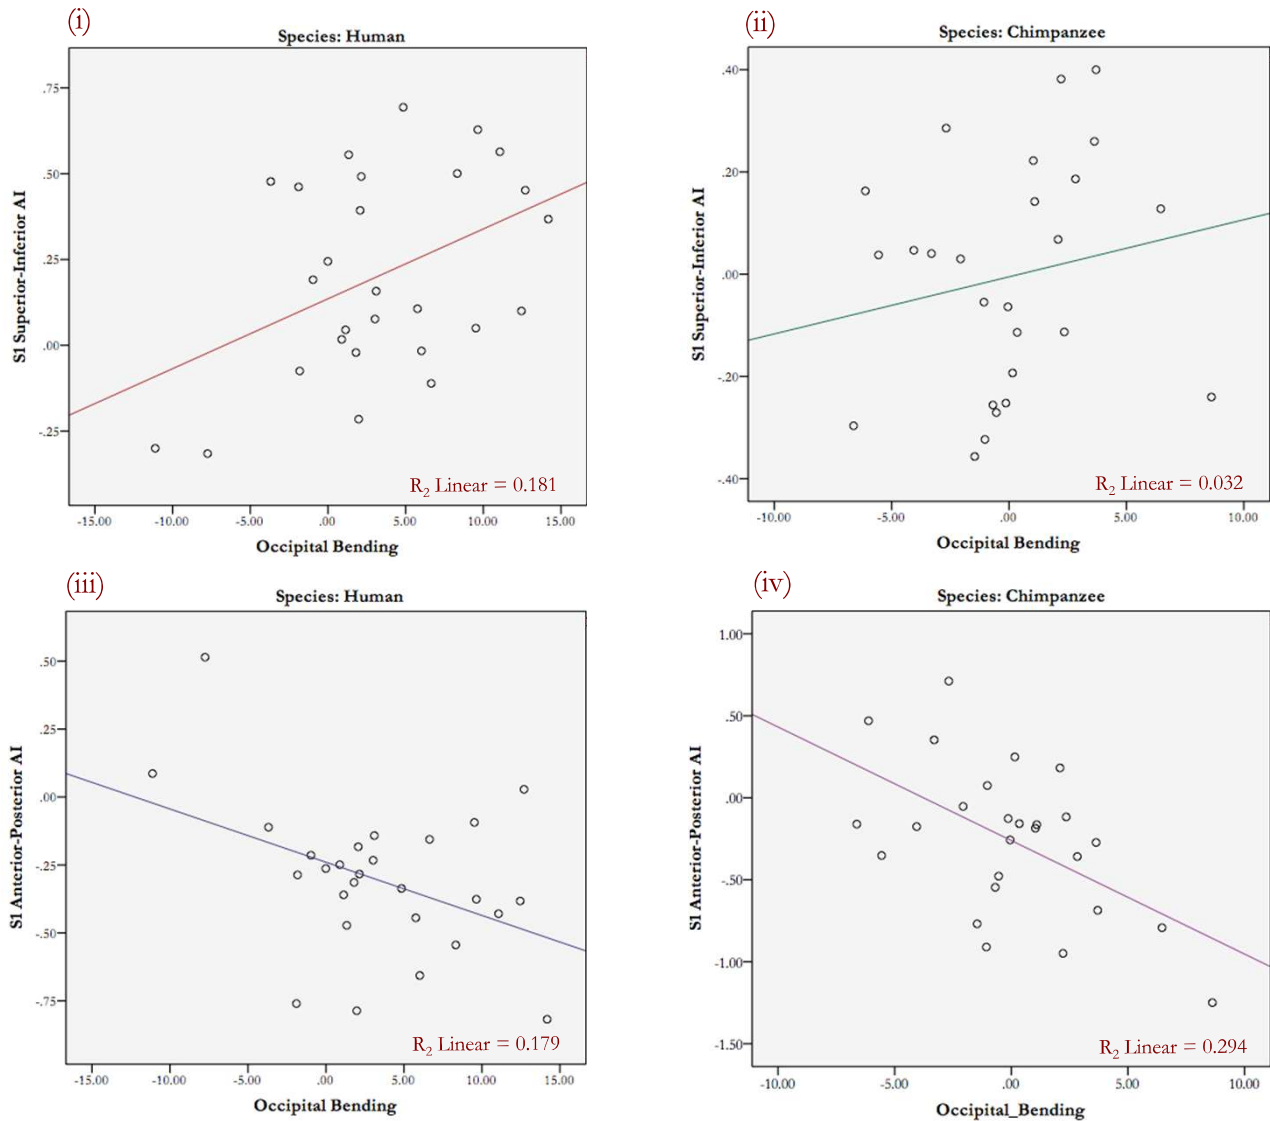 (i)
Species: Human
S1 Superior-Inferior AI
.75
.50
.25
.00
-.25
R2 Linear = 0.181
-15.00 -10.00 -5.00 .00 5.00 10.00 15.00
Occipital Bending
(ii)
Species: Chimpanzee
S1 Superior-Inferior AI
.40
.20
.00
-.20
-.40
R2 Linear = 0.032
-10.00 -5.00 .00 5.00 10.00
Occipital Bending
(iii)
Species: Human
S1 Anterior-Posterior AI
.50
.25
.00
-.25
-.50
-.75
R2 Linear = 0.179
-15.00 -10.00 -5.00 .00 5.00 10.00 15.00
Occipital Bending
(iv)
Species: Chimpanzee
S1 Anterior-Posterior AI
1.00
.50
.00
-.50
-1.00
-1.50
R2 Linear = 0.294
-10.00 -5.00 .00 5.00 10.00
Occipital_Bending